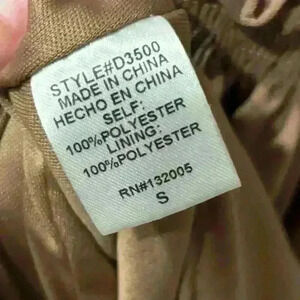 STYLE#D3500
MADE IN CHINA
HECHO EN CHINA
SELF:
100%POLYESTER
LINING:
100%POLYESTER
RN#132005
S